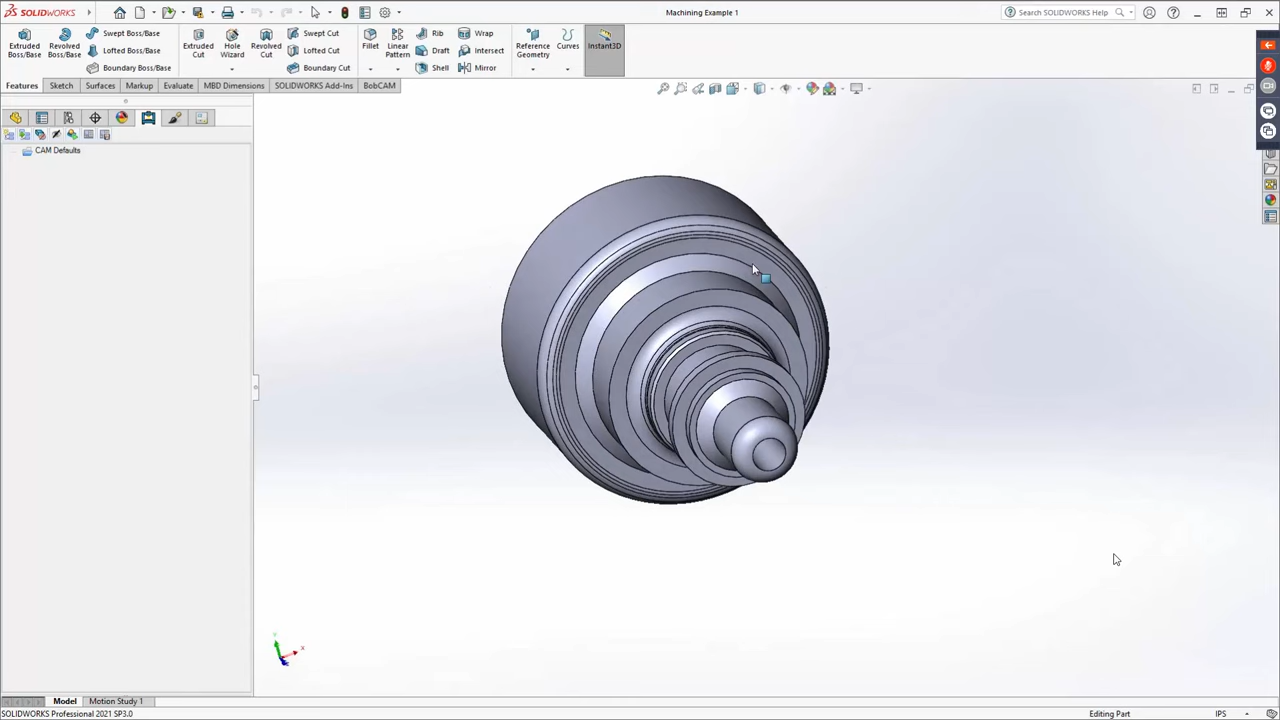 SOLIDWORKS
Machining Example 1
Search SOLIDWORKS Help
Extruded Boss/Base
Revolved Boss/Base
Swept Boss/Base
Lofted Boss/Base
Boundary Boss/Base
Extruded Cut
Hole Wizard
Revolved Cut
Swept Cut
Lofted Cut
Boundary Cut
Fillet
Linear Pattern
Rib
Draft
Shell
Wrap
Intersect
Mirror
Reference Geometry
Curves
Instant3D
Features Sketch Surfaces Markup Evaluate MBD Dimensions SOLIDWORKS Add-Ins BobCAM
CAM Defaults
Y
X
Model Motion Study 1
SOLIDWORKS Professional 2021 SP3.0
Editing Part
IPS